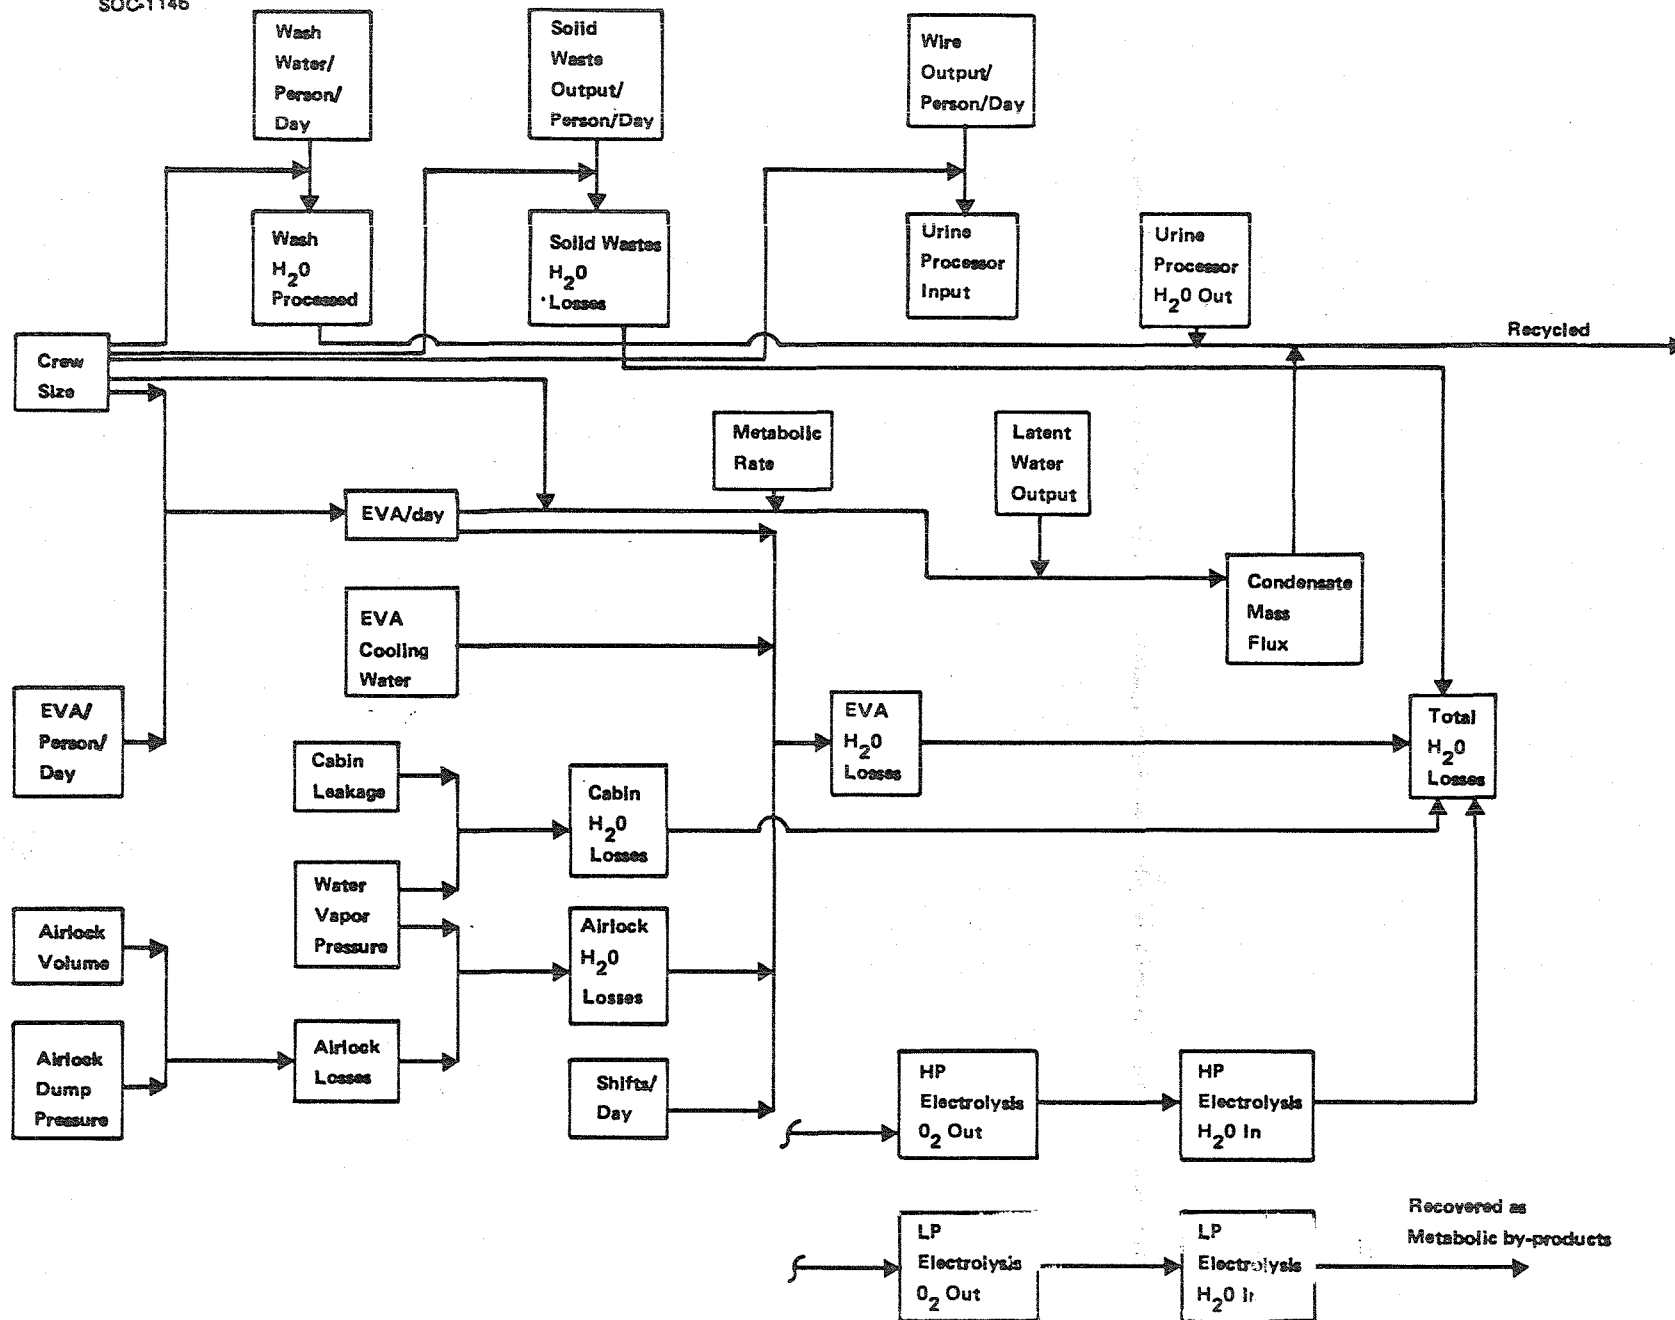 SOC-1146
Wash
Water/
Person/
Day
Solid
Waste
Output/
Person/Day
Wire
Output/
Person/Day
Wash
H2O
Processed
Solid Wastes
H2O
Losses
Urine
Processor
Input
Urine
Processor
H2O Out
Recycled
Crew
Size
Metabolic
Rate
Latent
Water
Output
EVA/day
Condensate
Mass
Flux
EVA
Cooling
Water
EVA/
Person/
Day
EVA
H2O
Losses
Total
H2O
Losses
Cabin
Leakage
Cabin
H2O
Losses
Water
Vapor
Pressure
Airlock
Volume
Airlock
H2O
Losses
Airlock
Dump
Pressure
Airlock
Losses
Shifts/
Day
HP
Electrolysis
O2 Out
HP
Electrolysis
H2O In
LP
Electrolysis
O2 Out
LP
Electrolysis
H2O In
Recovered as
Metabolic by-products